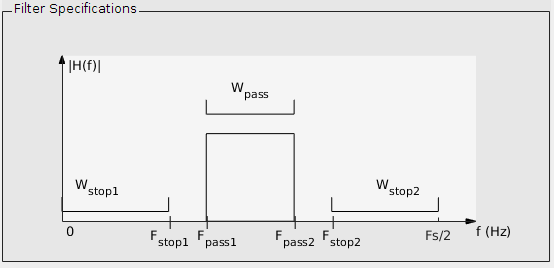 Filter Specifications
|H(f)|
Wpass
Wstop1 Wstop2
0 Fstop1 Fpass1 Fpass2 Fstop2 Fs/2 f (Hz)